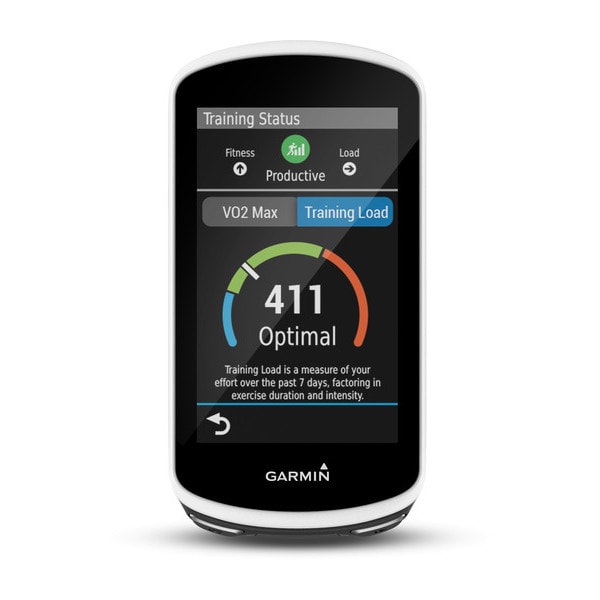 Training Status
Fitness
Load
Productive
VO2 Max
Training Load
411
Optimal
Training Load is a measure of your
effort over the past 7 days, factoring in
exercise duration and intensity.
GARMIN